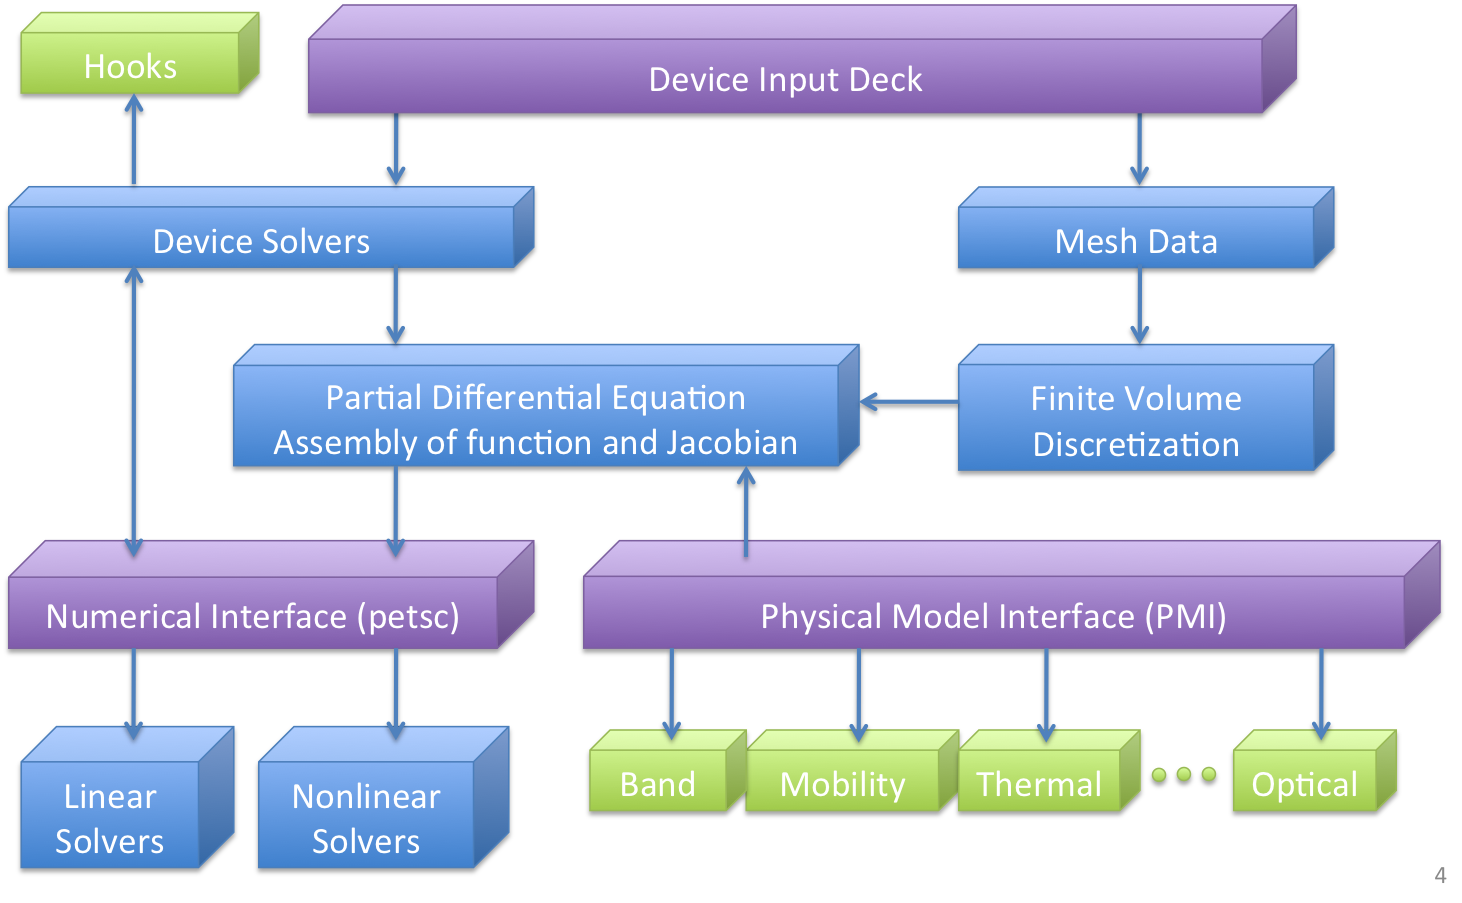 Hooks
Device Input Deck
Device Solvers
Mesh Data
Partial Differential Equation
Assembly of function and Jacobian
Finite Volume
Discretization
Numerical Interface (petsc)
Physical Model Interface (PMI)
Linear
Solvers
Nonlinear
Solvers
Band
Mobility
Thermal
Optical
4